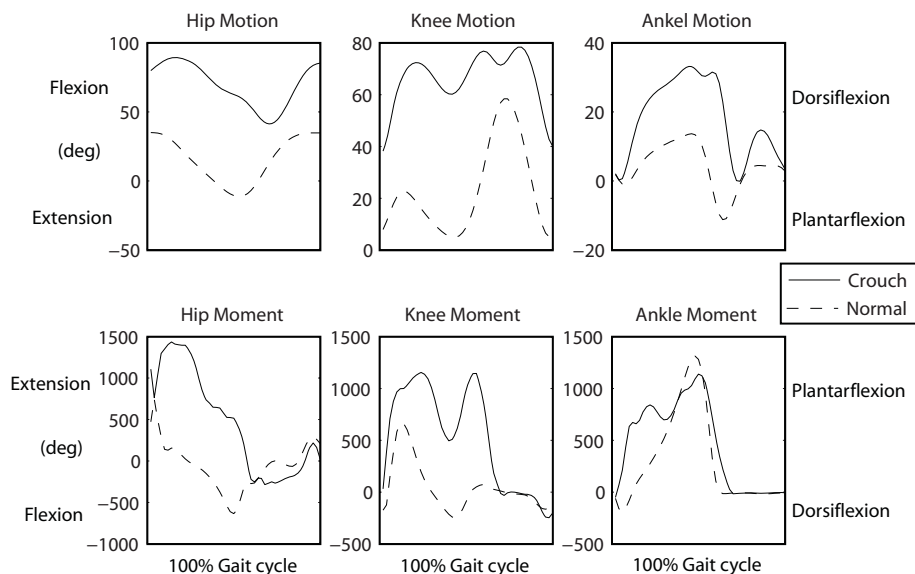 Hip Motion
Knee Motion
Ankel Motion
100
50
0
−50
80
60
40
20
0
40
20
0
−20
Flexion
(deg)
Extension
Dorsiflexion
Plantarflexion
Crouch
Normal
Hip Moment
Knee Moment
Ankle Moment
1500
1000
500
0
−500
−1000
1500
1000
500
0
−500
1500
1000
500
0
−500
Extension
(deg)
Flexion
Plantarflexion
Dorsiflexion
100% Gait cycle
100% Gait cycle
100% Gait cycle